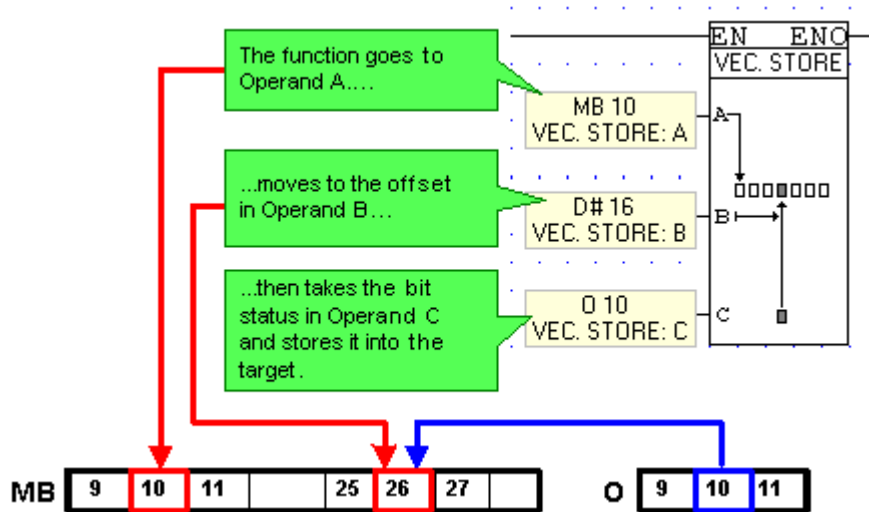 The function goes to
Operand A....
EN ENO
VEC. STORE
MB 10
VEC. STORE: A
A
...moves to the offset
in Operand B...
D# 16
VEC. STORE: B
B
...then takes the bit
status in Operand C
and stores it into the
target.
O 10
VEC. STORE: C
C
MB 9 10 11 25 26 27
O 9 10 11